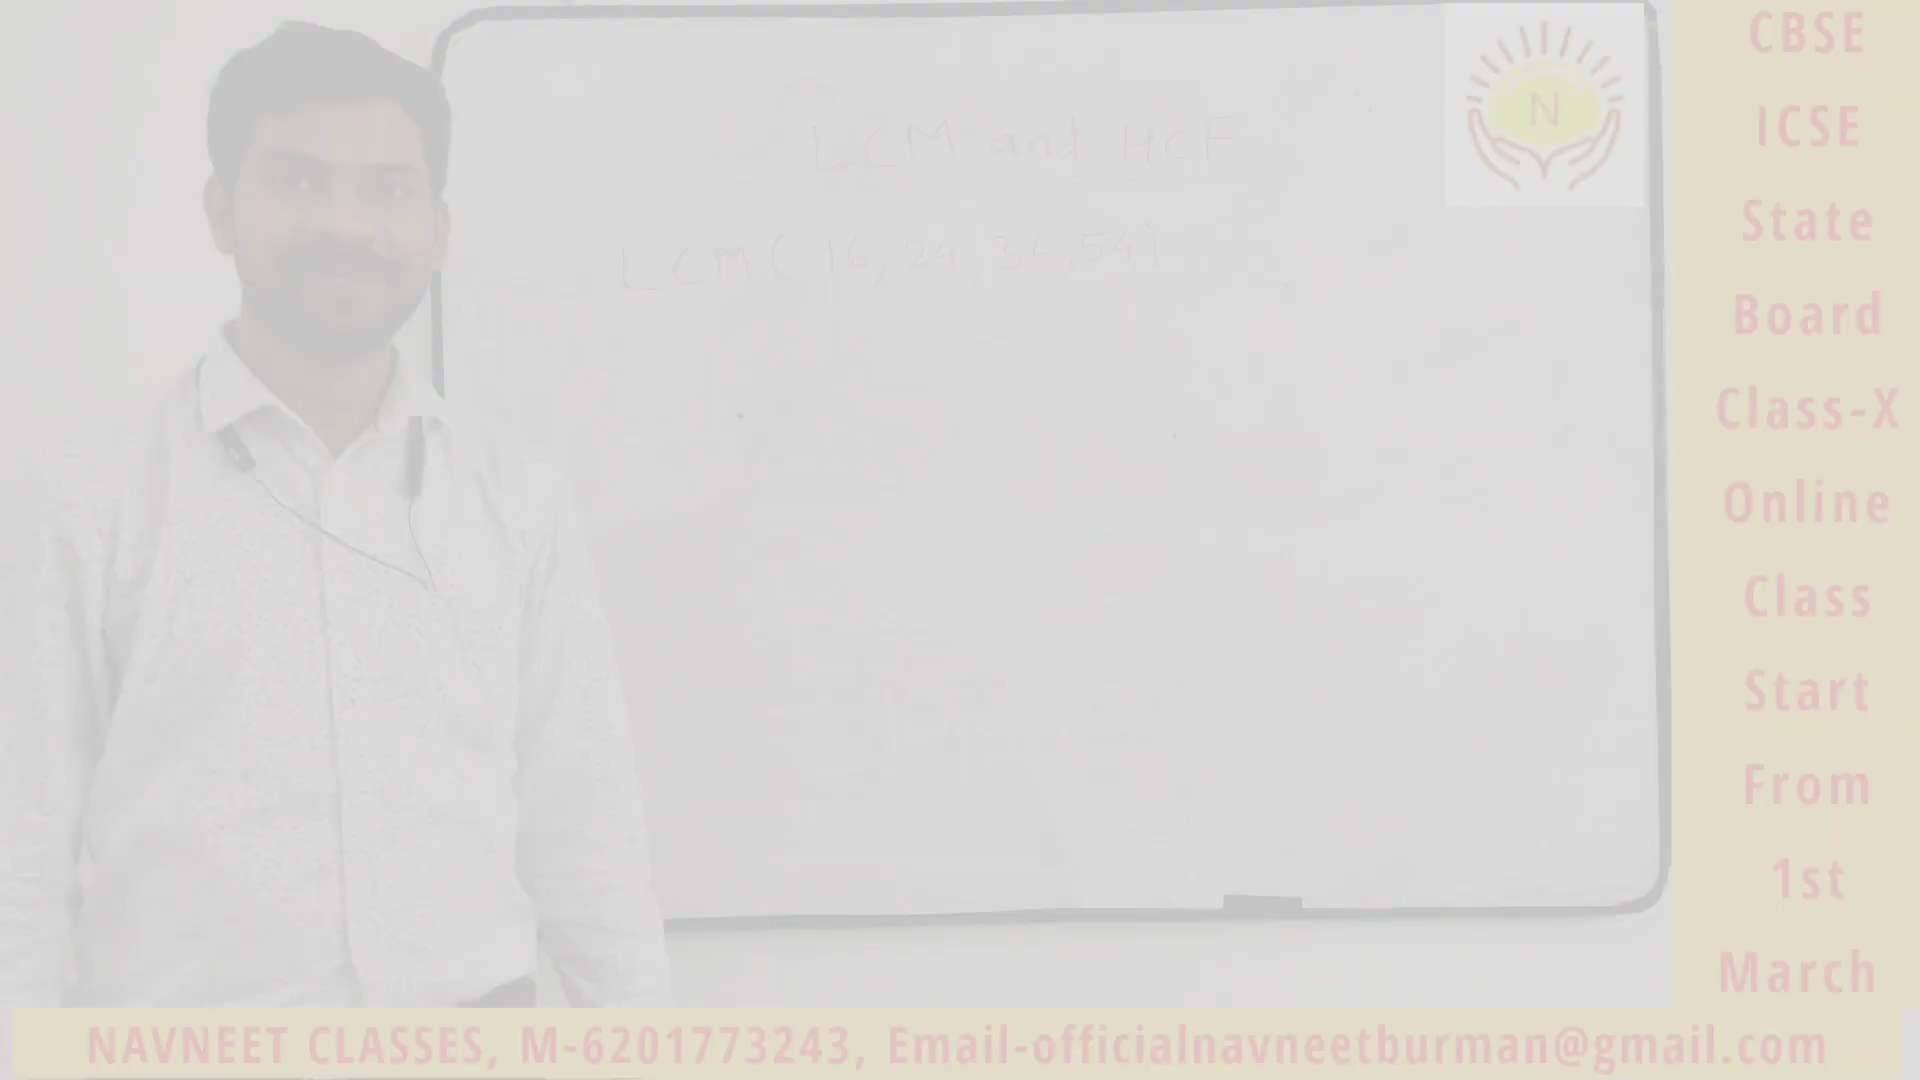 LCM and HCF
LCM( 16, 24, 36, 54)
N
CBSE
ICSE
State
Board
Class-X
Online
Class
Start
From
1st
March
NAVNEET CLASSES, M-6201773243, Email-officialnavneetburman@gmail.com